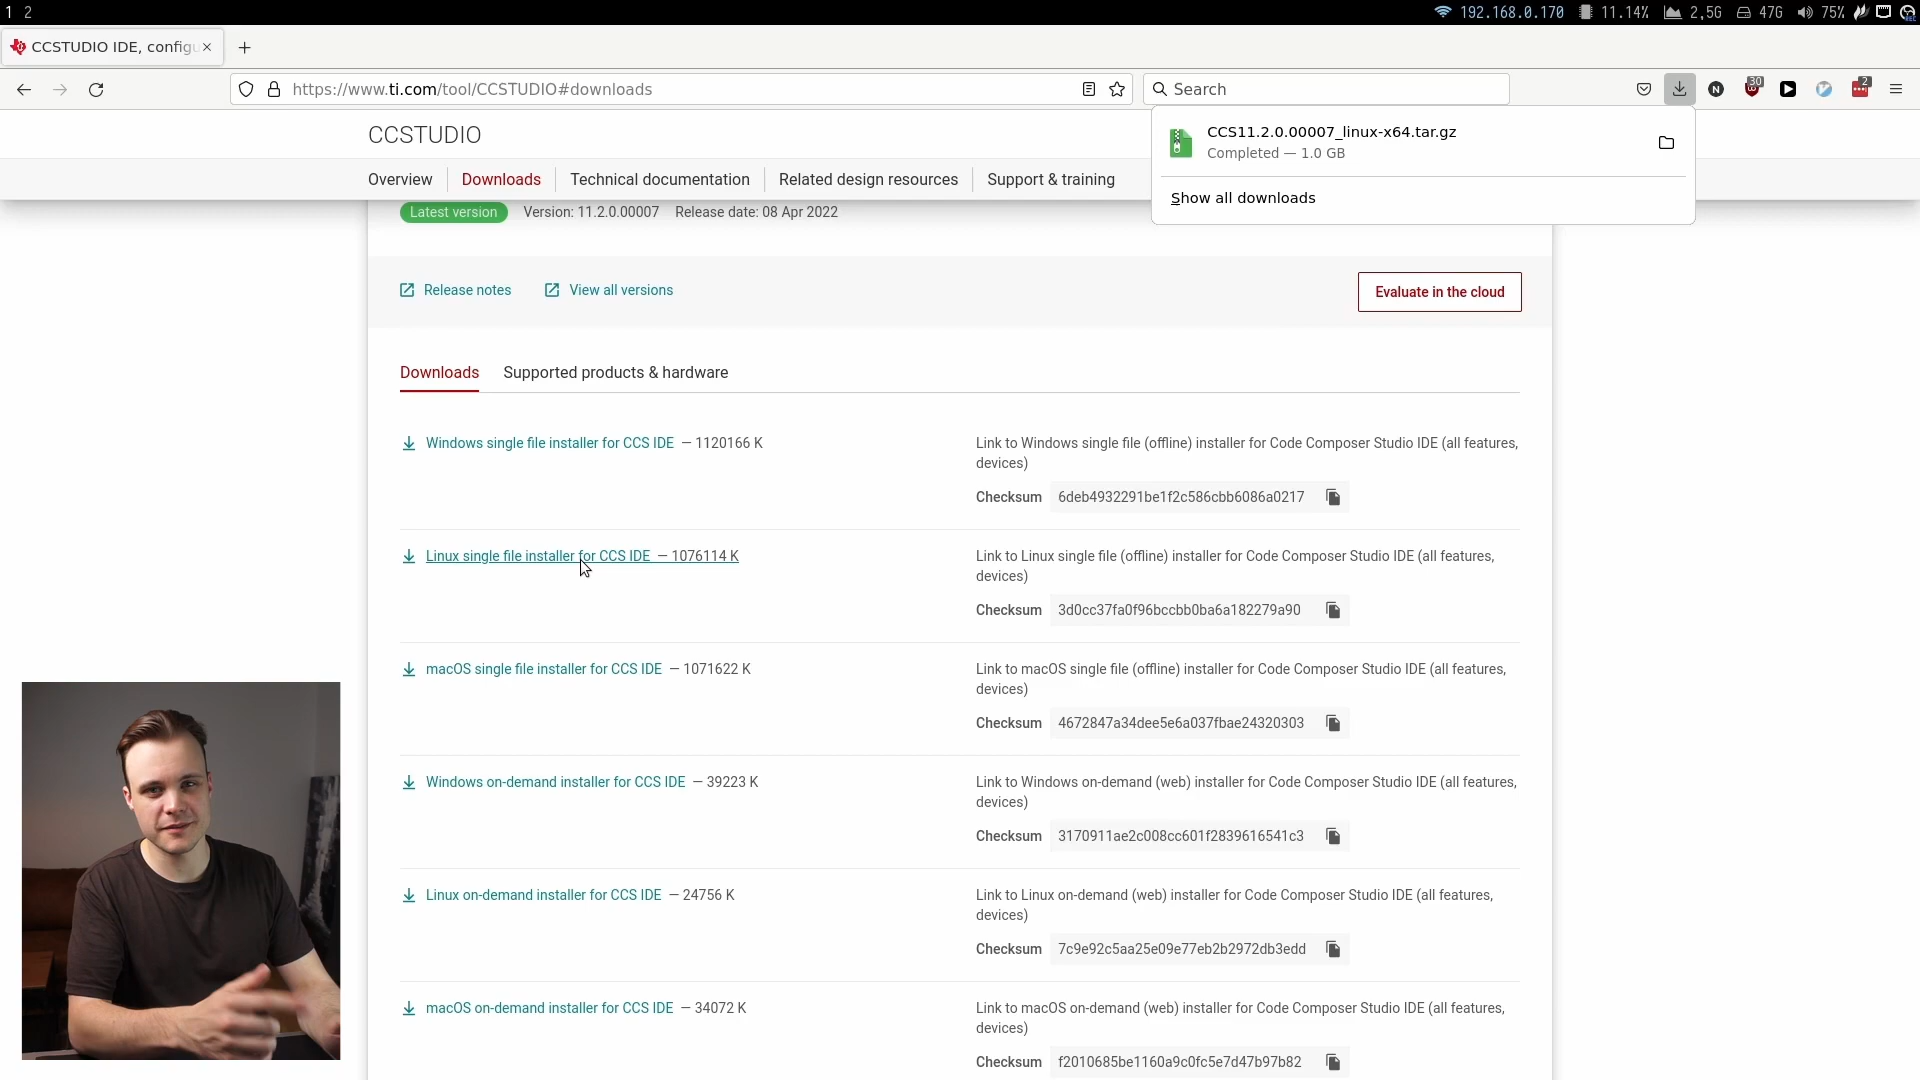 1 2
192.168.0.170 11.14% 2,5G 47G 75%
CCSTUDIO IDE, configu
https://www.ti.com/tool/CCSTUDIO#downloads
Search
30
2
CCS11.2.0.00007_linux-x64.tar.gz
Completed — 1.0 GB
Show all downloads
CCSTUDIO
Overview
Downloads
Technical documentation
Related design resources
Support & training
Latest version
Version: 11.2.0.00007
Release date: 08 Apr 2022
Release notes
View all versions
Evaluate in the cloud
Downloads
Supported products & hardware
Windows single file installer for CCS IDE — 1120166 K
Link to Windows single file (offline) installer for Code Composer Studio IDE (all features,
devices)
Checksum 6deb4932291be1f2c586cbb6086a0217
Linux single file installer for CCS IDE — 1076114 K
Link to Linux single file (offline) installer for Code Composer Studio IDE (all features,
devices)
Checksum 3d0cc37fa0f96bccbb0ba6a182279a90
macOS single file installer for CCS IDE — 1071622 K
Link to macOS single file (offline) installer for Code Composer Studio IDE (all features,
devices)
Checksum 4672847a34dee5e6a037fbae24320303
Windows on-demand installer for CCS IDE — 39223 K
Link to Windows on-demand (web) installer for Code Composer Studio IDE (all features,
devices)
Checksum 3170911ae2c008cc601f2839616541c3
Linux on-demand installer for CCS IDE — 24756 K
Link to Linux on-demand (web) installer for Code Composer Studio IDE (all features,
devices)
Checksum 7c9e92c5aa25e09e77eb2b2972db3edd
macOS on-demand installer for CCS IDE — 34072 K
Link to macOS on-demand (web) installer for Code Composer Studio IDE (all features,
devices)
Checksum f2010685be1160a9c0fc5e7d47b97b82